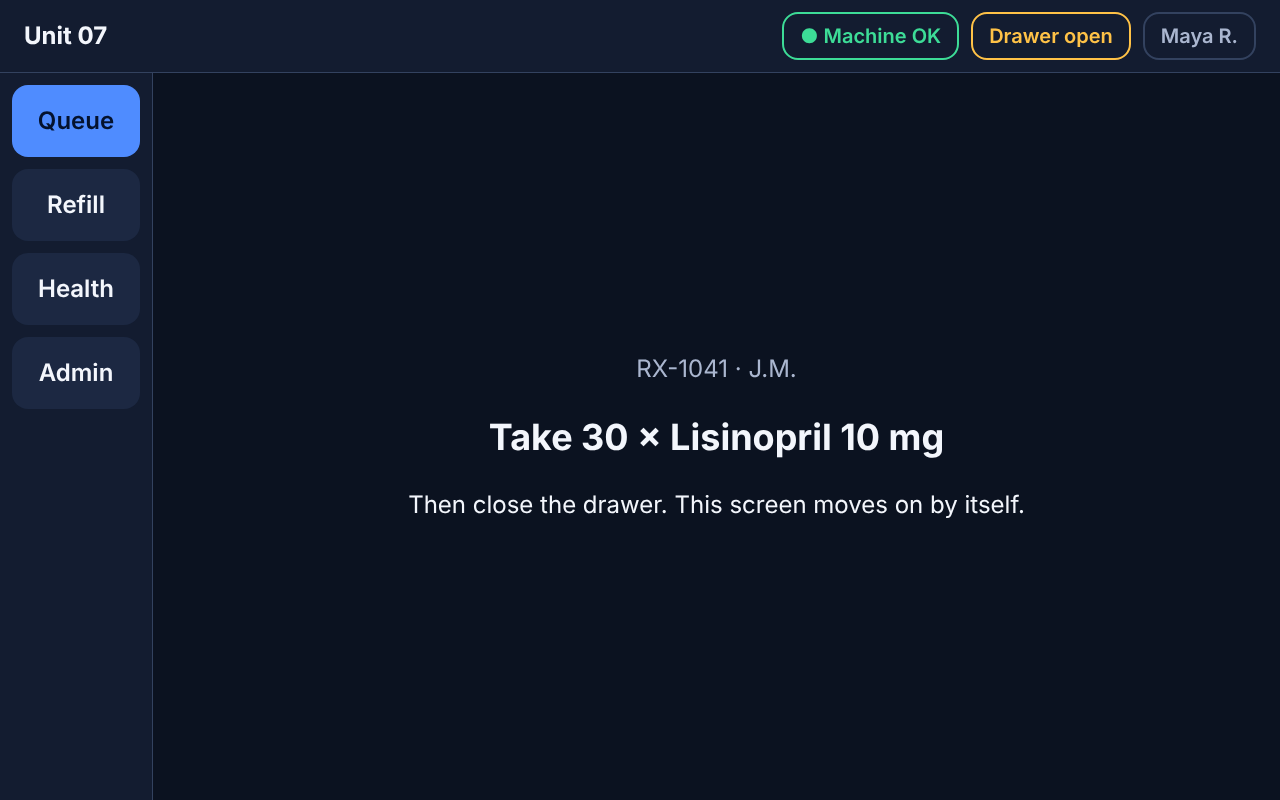 Unit 07
Machine OK
Drawer open
Maya R.
Queue
Refill
Health
Admin
RX-1041 · J.M.
Take 30 × Lisinopril 10 mg
Then close the drawer. This screen moves on by itself.